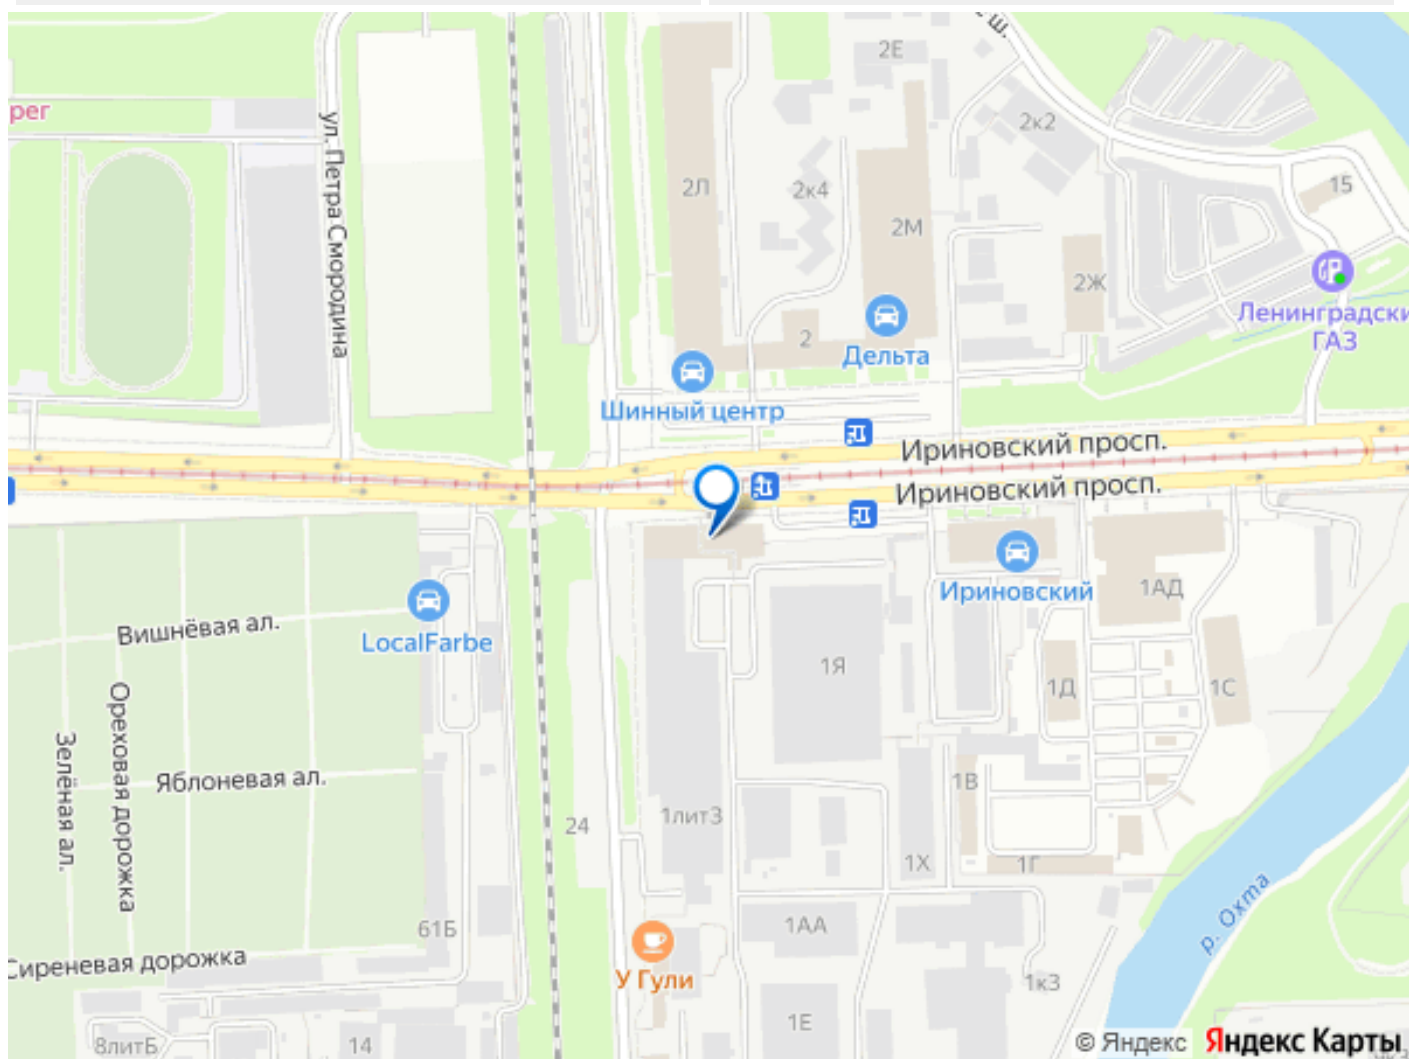 ш.
2Е
рег
ул. Петра Смородина
2к2
2Л
2к4
15
2М
2Ж
Ленинградски
ГАЗ
2
Дельта
Шинный центр
Ириновский просп.
Ириновский просп.
Ириновский
1АД
LocalFarbe
Вишнёвая ал.
1Я
1Д
1С
Ореховая дорожка
Зелёная ал.
Яблоневая ал.
1В
24
1лит3
1Х
1Г
р. Охта
61Б
1АА
Сиреневая дорожка
У Гули
1к3
1Е
8литБ
14
© Яндекс Яндекс Карты